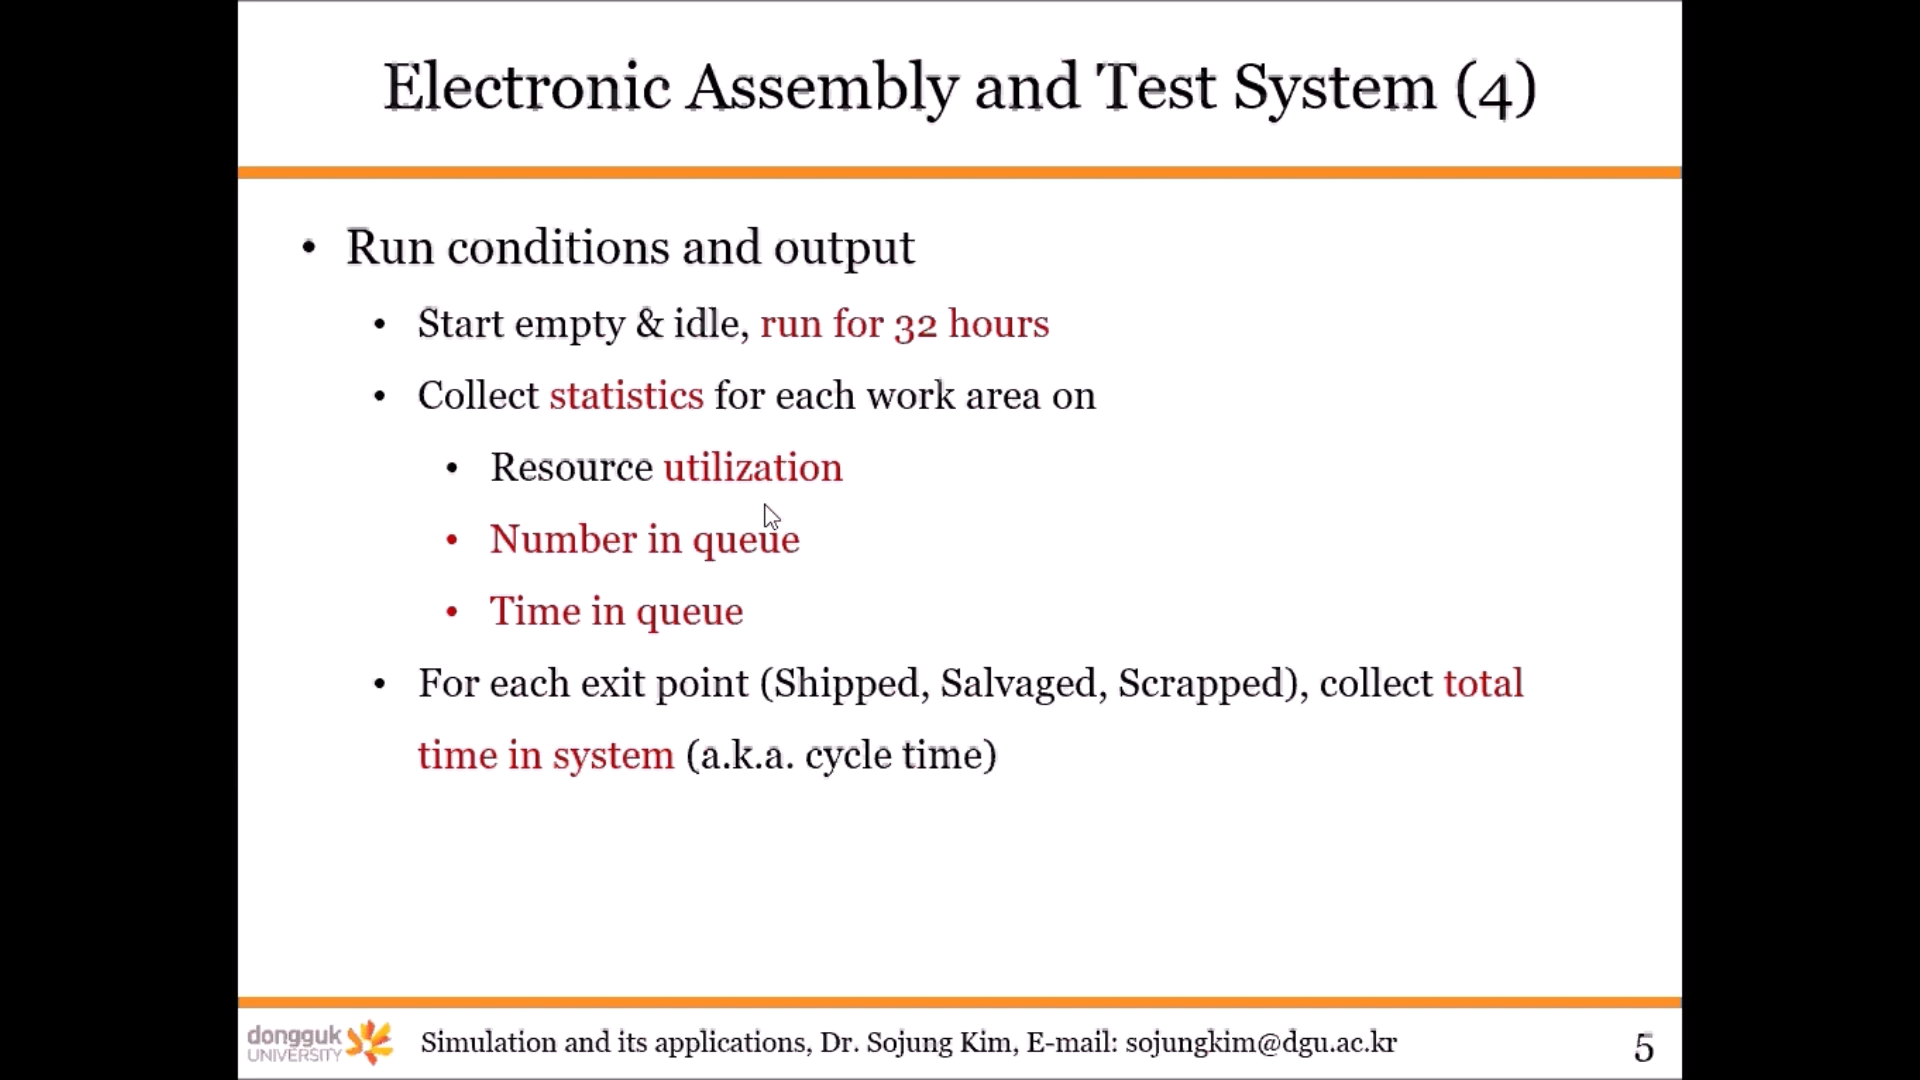 Electronic Assembly and Test System (4)
• Run conditions and output
• Start empty & idle, run for 32 hours
• Collect statistics for each work area on
• Resource utilization
• Number in queue
• Time in queue
• For each exit point (Shipped, Salvaged, Scrapped), collect total
time in system (a.k.a. cycle time)
dongguk
UNIVERSITY
Simulation and its applications, Dr. Sojung Kim, E-mail: sojungkim@dgu.ac.kr
5